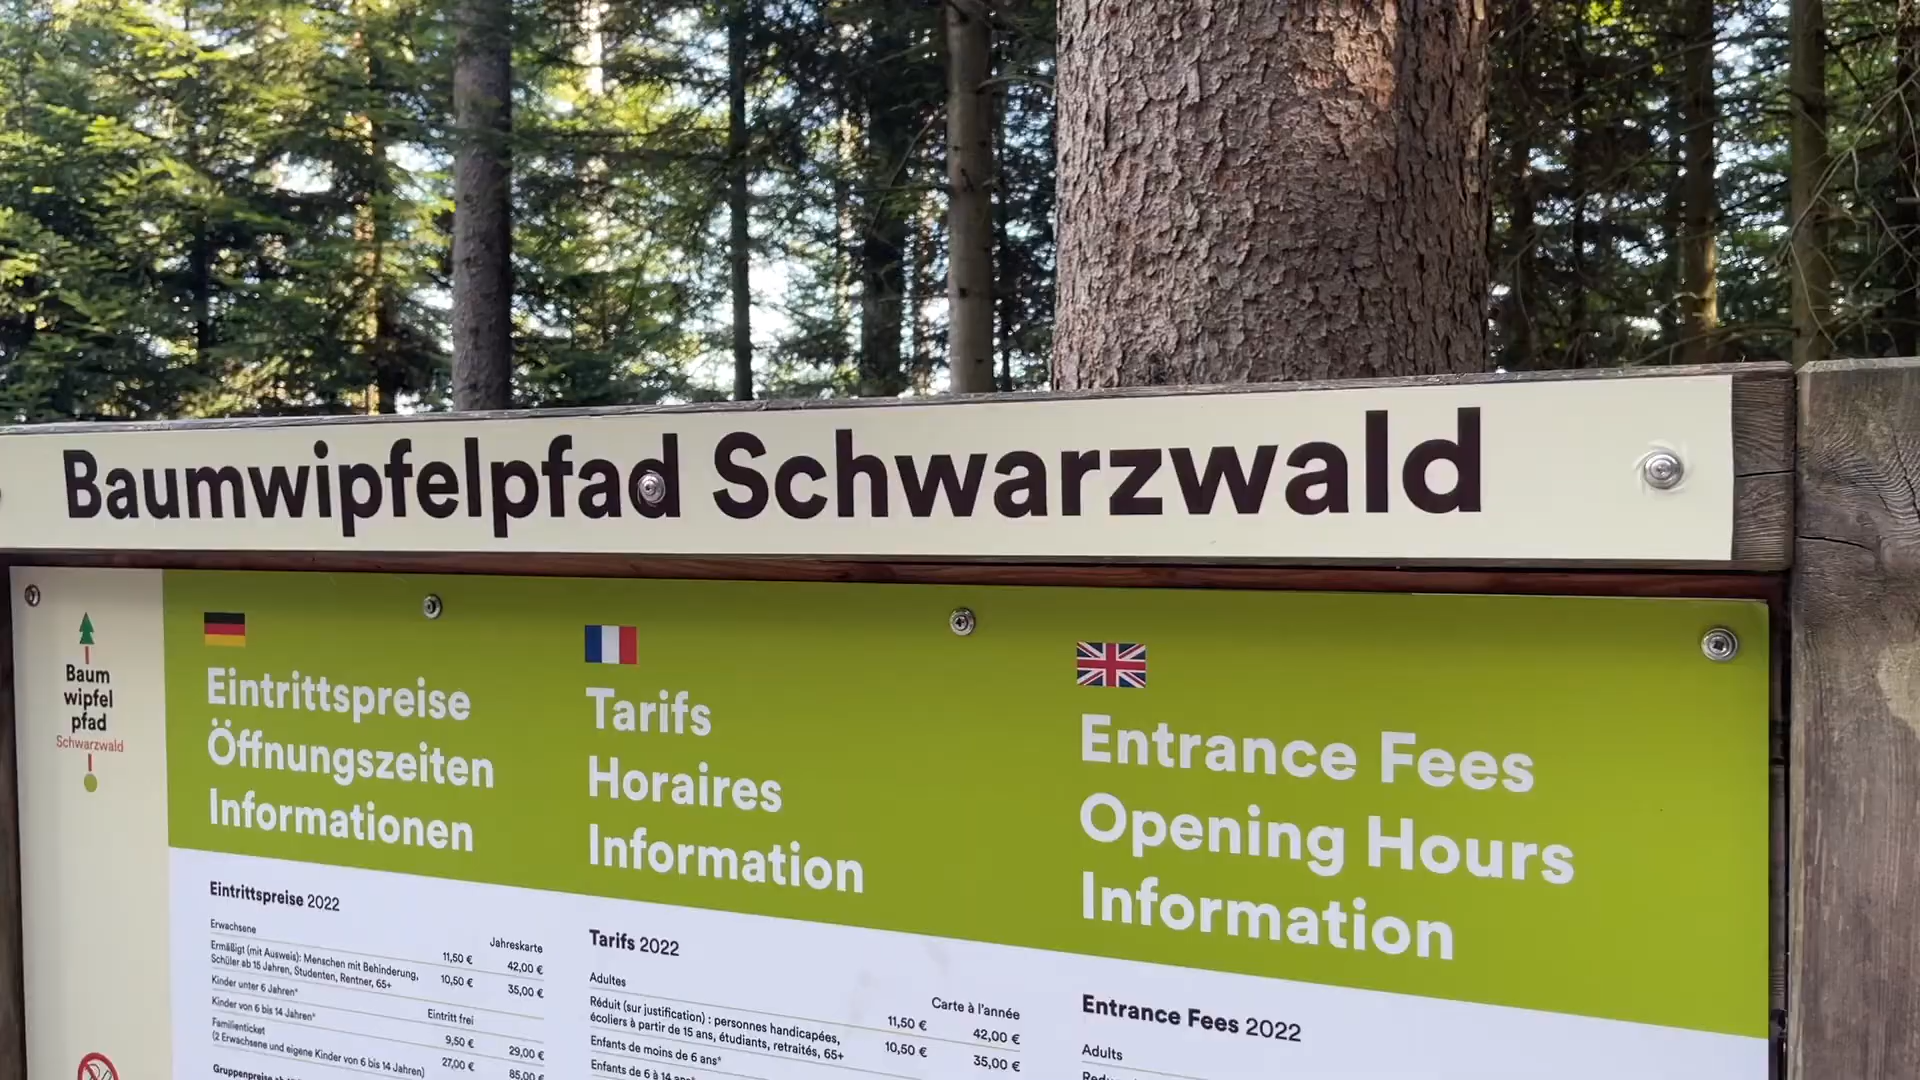 Baumwipfelpfad Schwarzwald
Baum
wipfel
pfad
Schwarzwald
Eintrittspreise
Öffnungszeiten
Informationen
Eintrittspreise 2022
Jahreskarte
Erwachsene 11,50 € 42,00 €
Ermäßigt (mit Ausweis): Menschen mit Behinderung,
Schüler ab 15 Jahren, Studenten, Rentner, 65+ 10,50 € 35,00 €
Kinder unter 6 Jahren* Eintritt frei
Kinder von 6 bis 14 Jahren* 9,50 € 29,00 €
Familienticket
(2 Erwachsene und eigene Kinder von 6 bis 14 Jahren) 27,00 € 85,00 €
Tarifs
Horaires
Information
Tarifs 2022
Carte à l'année
Adultes 11,50 € 42,00 €
Réduit (sur justification) : personnes handicapées,
écoliers à partir de 15 ans, étudiants, retraités, 65+ 10,50 € 35,00 €
Enfants de moins de 6 ans*
Enfants de 6 à 14 ans*
Entrance Fees
Opening Hours
Information
Entrance Fees 2022
Adults